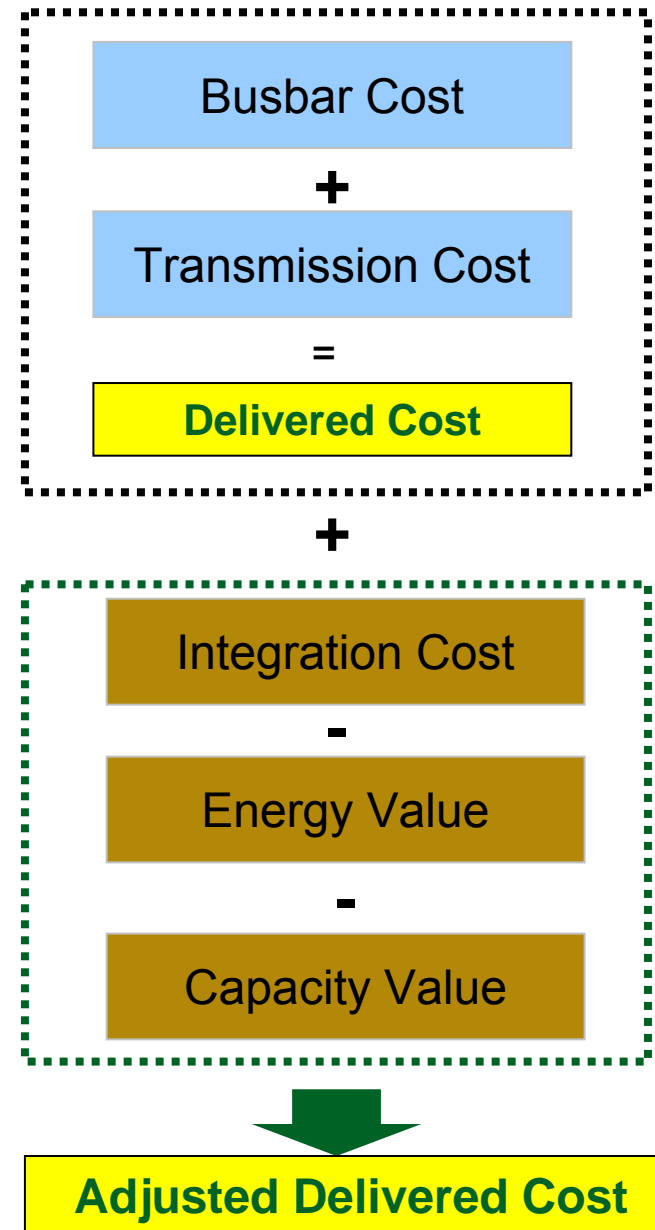 Busbar Cost
+
Transmission Cost
=
Delivered Cost
+
Integration Cost
-
Energy Value
-
Capacity Value
Adjusted Delivered Cost